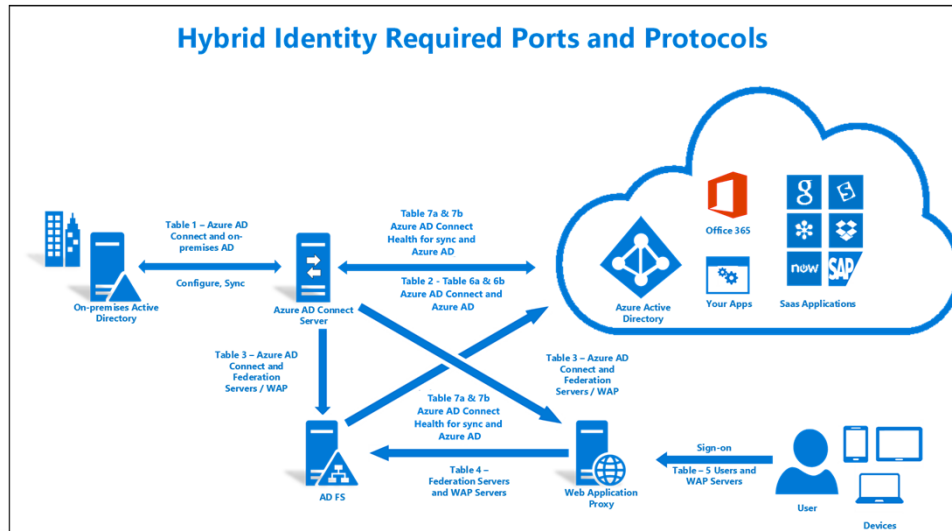 Hybrid Identity Required Ports and Protocols
Table 1 – Azure AD
Connect and on-
premises AD
Configure, Sync
On-premises Active
Directory
Azure AD Connect
Server
Table 7a & 7b
Azure AD Connect
Health for sync and
Azure AD
Table 2 - Table 6a & 6b
Azure AD Connect and
Azure AD
Azure Active
Directory
Office 365
Your Apps
g
now
SAP
Saas Applications
Table 3 – Azure AD
Connect and
Federation
Servers / WAP
Table 3 – Azure AD
Connect and
Federation
Servers / WAP
Table 7a & 7b
Azure AD Connect
Health for sync and
Azure AD
Table 4 –
Federation Servers
and WAP Servers
AD FS
Web Application
Proxy
Sign-on
Table – 5 Users and
WAP Servers
User
Devices